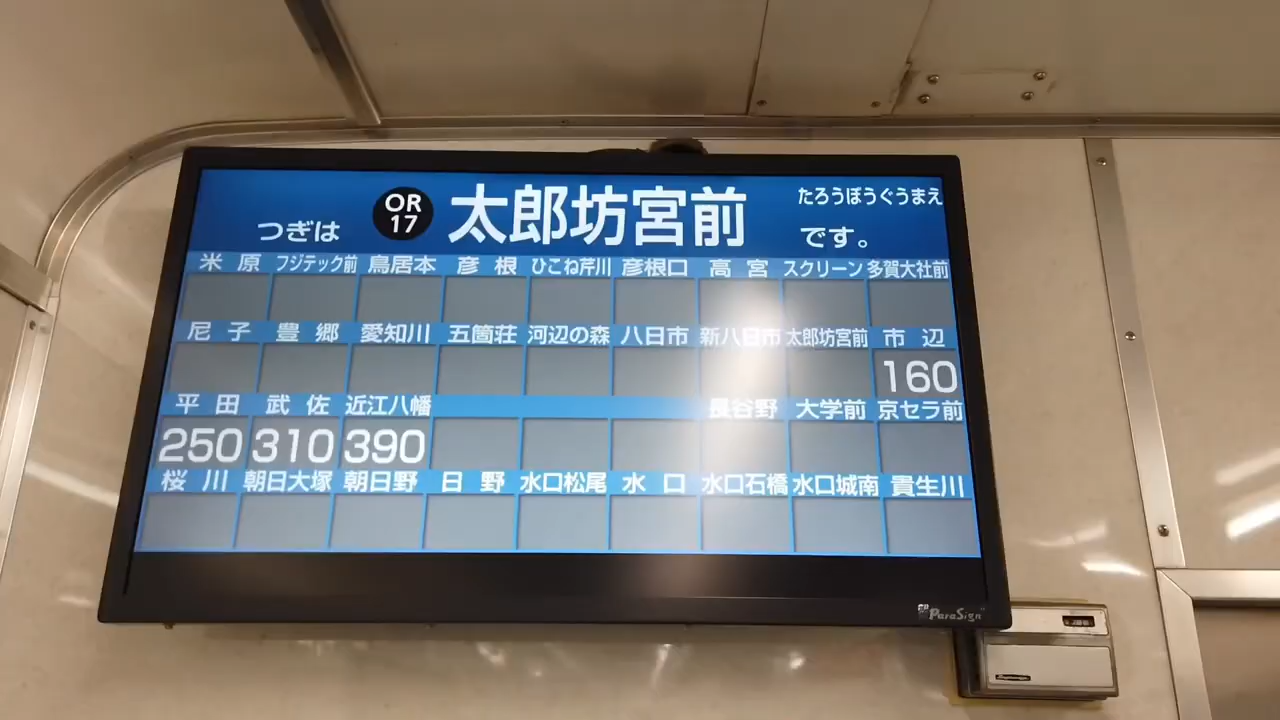 つぎは OR 17 太郎坊宮前 たろうぼうぐうまえ です。
米原 フジテック前 鳥居本 彦根 ひこね芹川 彦根口 高宮 スクリーン 多賀大社前
尼子 豊郷 愛知川 五箇荘 河辺の森 八日市 新八日市 太郎坊宮前 市辺
160
平田 武佐 近江八幡 長谷野 大学前 京セラ前
250 310 390
桜川 朝日大塚 朝日野 日野 水口松尾 水口 水口石橋 水口城南 貴生川
ParaSign